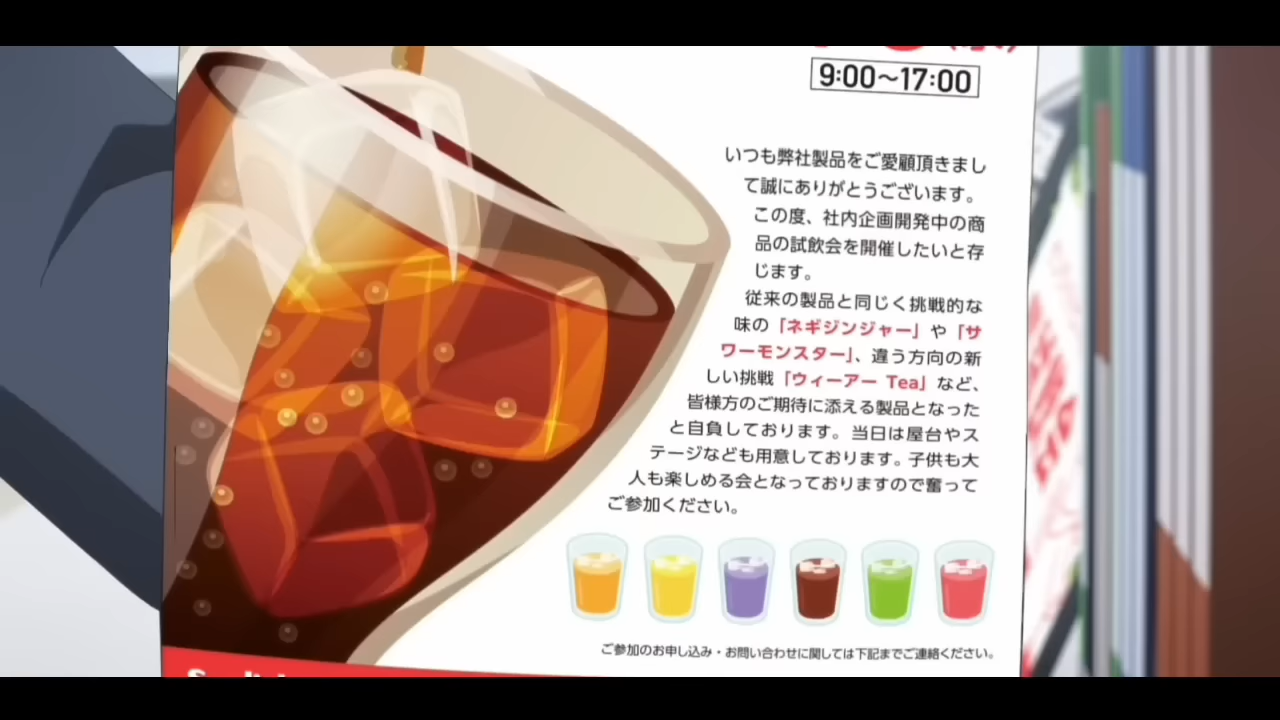 9:00〜17:00
いつも弊社製品をご愛顧頂きまし
て誠にありがとうございます。
この度、社内企画開発中の商
品の試飲会を開催したいと存
じます。
従来の製品と同じく挑戦的な
味の「ネギジンジャー」や「サ
ワーモンスター」、違う方向の新
しい挑戦「ウィーアー Tea」など、
皆様方のご期待に添える製品となった
と自負しております。当日は屋台やス
テージなども用意しております。子供も大
人も楽しめる会となっておりますので奮って
ご参加ください。
ご参加のお申し込み・お問い合わせに関しては下記までご連絡ください。